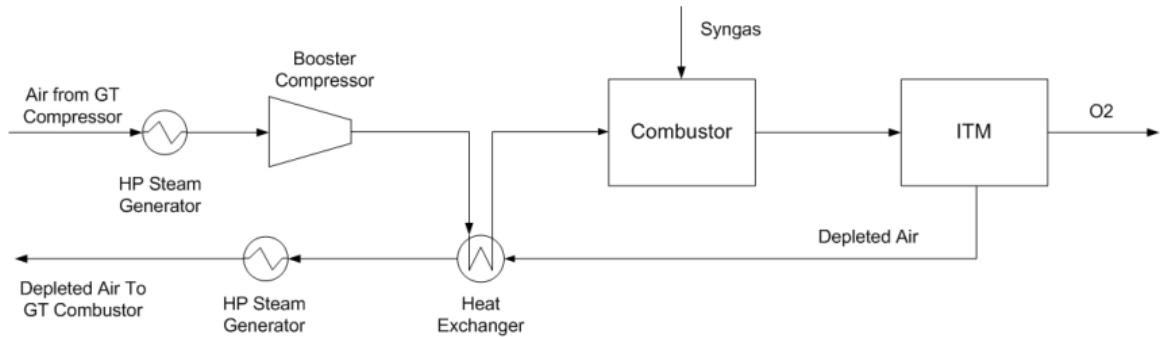 Syngas
Booster
Compressor
Air from GT
Compressor
Combustor
ITM
O2
HP Steam
Generator
Depleted Air
Depleted Air To
GT Combustor
HP Steam
Generator
Heat
Exchanger